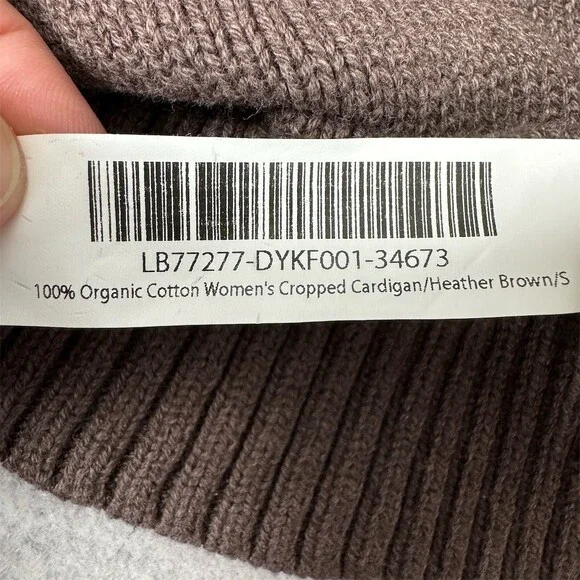 LB77277-DYKF001-34673
100% Organic Cotton Women's Cropped Cardigan/Heather Brown/S